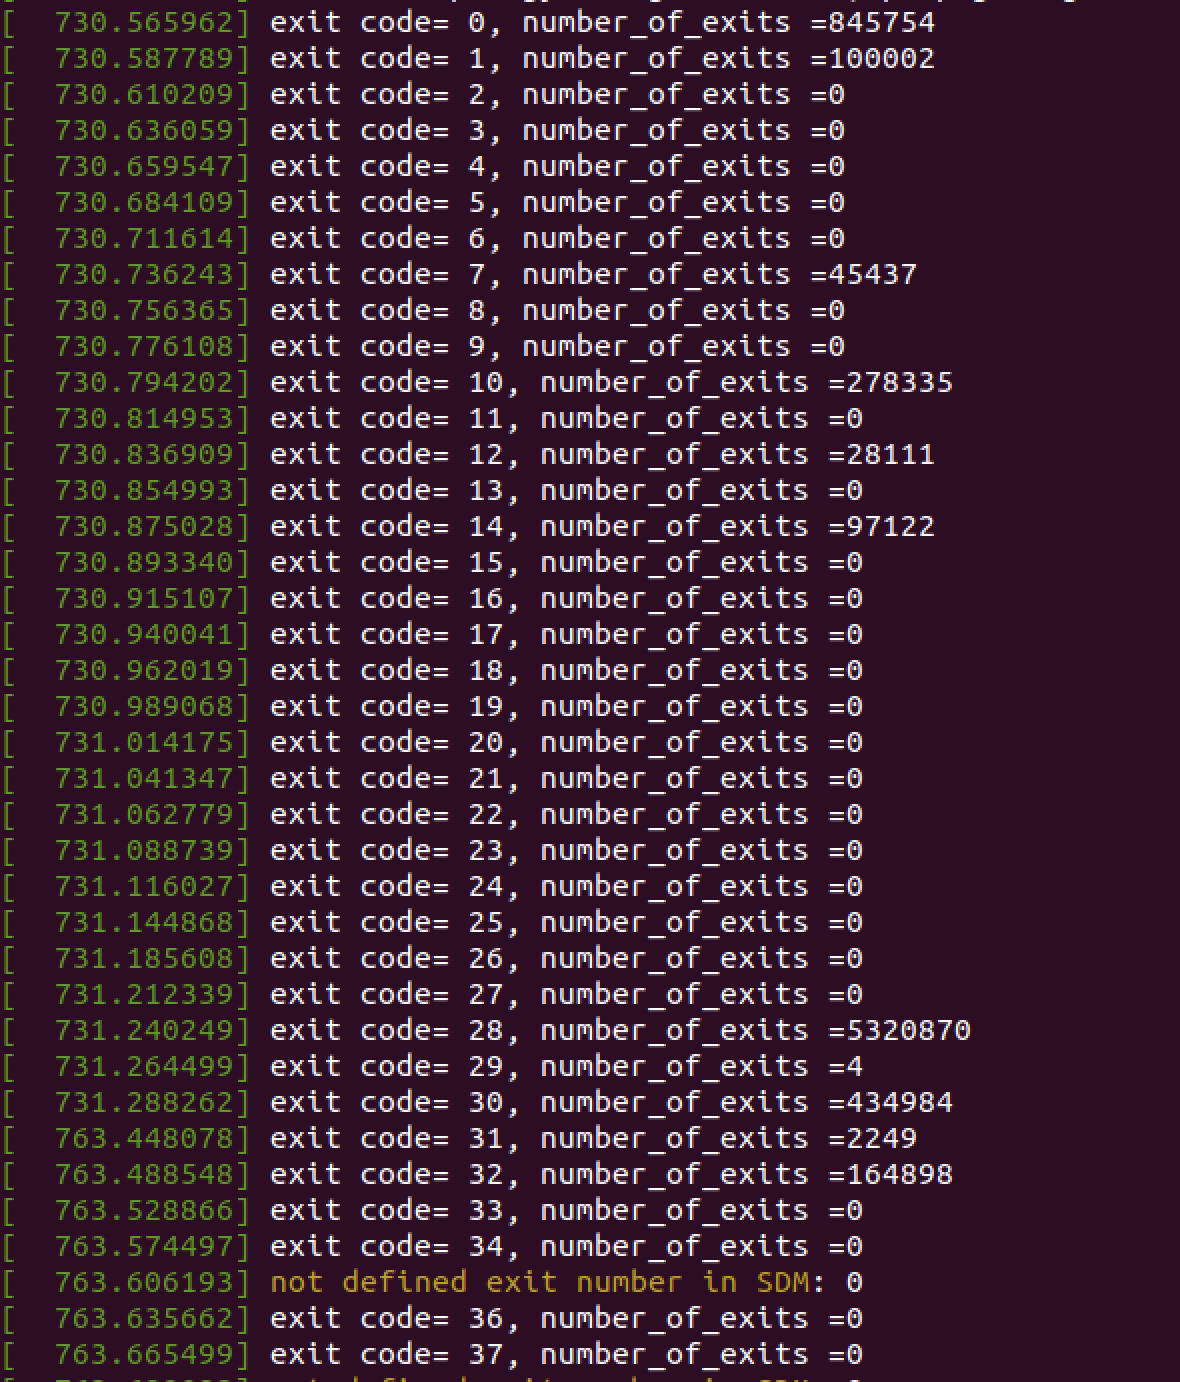 [  730.565962] exit code= 0, number_of_exits =845754
[  730.587789] exit code= 1, number_of_exits =100002
[  730.610209] exit code= 2, number_of_exits =0
[  730.636059] exit code= 3, number_of_exits =0
[  730.659547] exit code= 4, number_of_exits =0
[  730.684109] exit code= 5, number_of_exits =0
[  730.711614] exit code= 6, number_of_exits =0
[  730.736243] exit code= 7, number_of_exits =45437
[  730.756365] exit code= 8, number_of_exits =0
[  730.776108] exit code= 9, number_of_exits =0
[  730.794202] exit code= 10, number_of_exits =278335
[  730.814953] exit code= 11, number_of_exits =0
[  730.836909] exit code= 12, number_of_exits =28111
[  730.854993] exit code= 13, number_of_exits =0
[  730.875028] exit code= 14, number_of_exits =97122
[  730.893340] exit code= 15, number_of_exits =0
[  730.915107] exit code= 16, number_of_exits =0
[  730.940041] exit code= 17, number_of_exits =0
[  730.962019] exit code= 18, number_of_exits =0
[  730.989068] exit code= 19, number_of_exits =0
[  731.014175] exit code= 20, number_of_exits =0
[  731.041347] exit code= 21, number_of_exits =0
[  731.062779] exit code= 22, number_of_exits =0
[  731.088739] exit code= 23, number_of_exits =0
[  731.116027] exit code= 24, number_of_exits =0
[  731.144868] exit code= 25, number_of_exits =0
[  731.185608] exit code= 26, number_of_exits =0
[  731.212339] exit code= 27, number_of_exits =0
[  731.240249] exit code= 28, number_of_exits =5320870
[  731.264499] exit code= 29, number_of_exits =4
[  731.288262] exit code= 30, number_of_exits =434984
[  763.448078] exit code= 31, number_of_exits =2249
[  763.488548] exit code= 32, number_of_exits =164898
[  763.528866] exit code= 33, number_of_exits =0
[  763.574497] exit code= 34, number_of_exits =0
[  763.606193] not defined exit number in SDM: 0
[  763.635662] exit code= 36, number_of_exits =0
[  763.665499] exit code= 37, number_of_exits =0